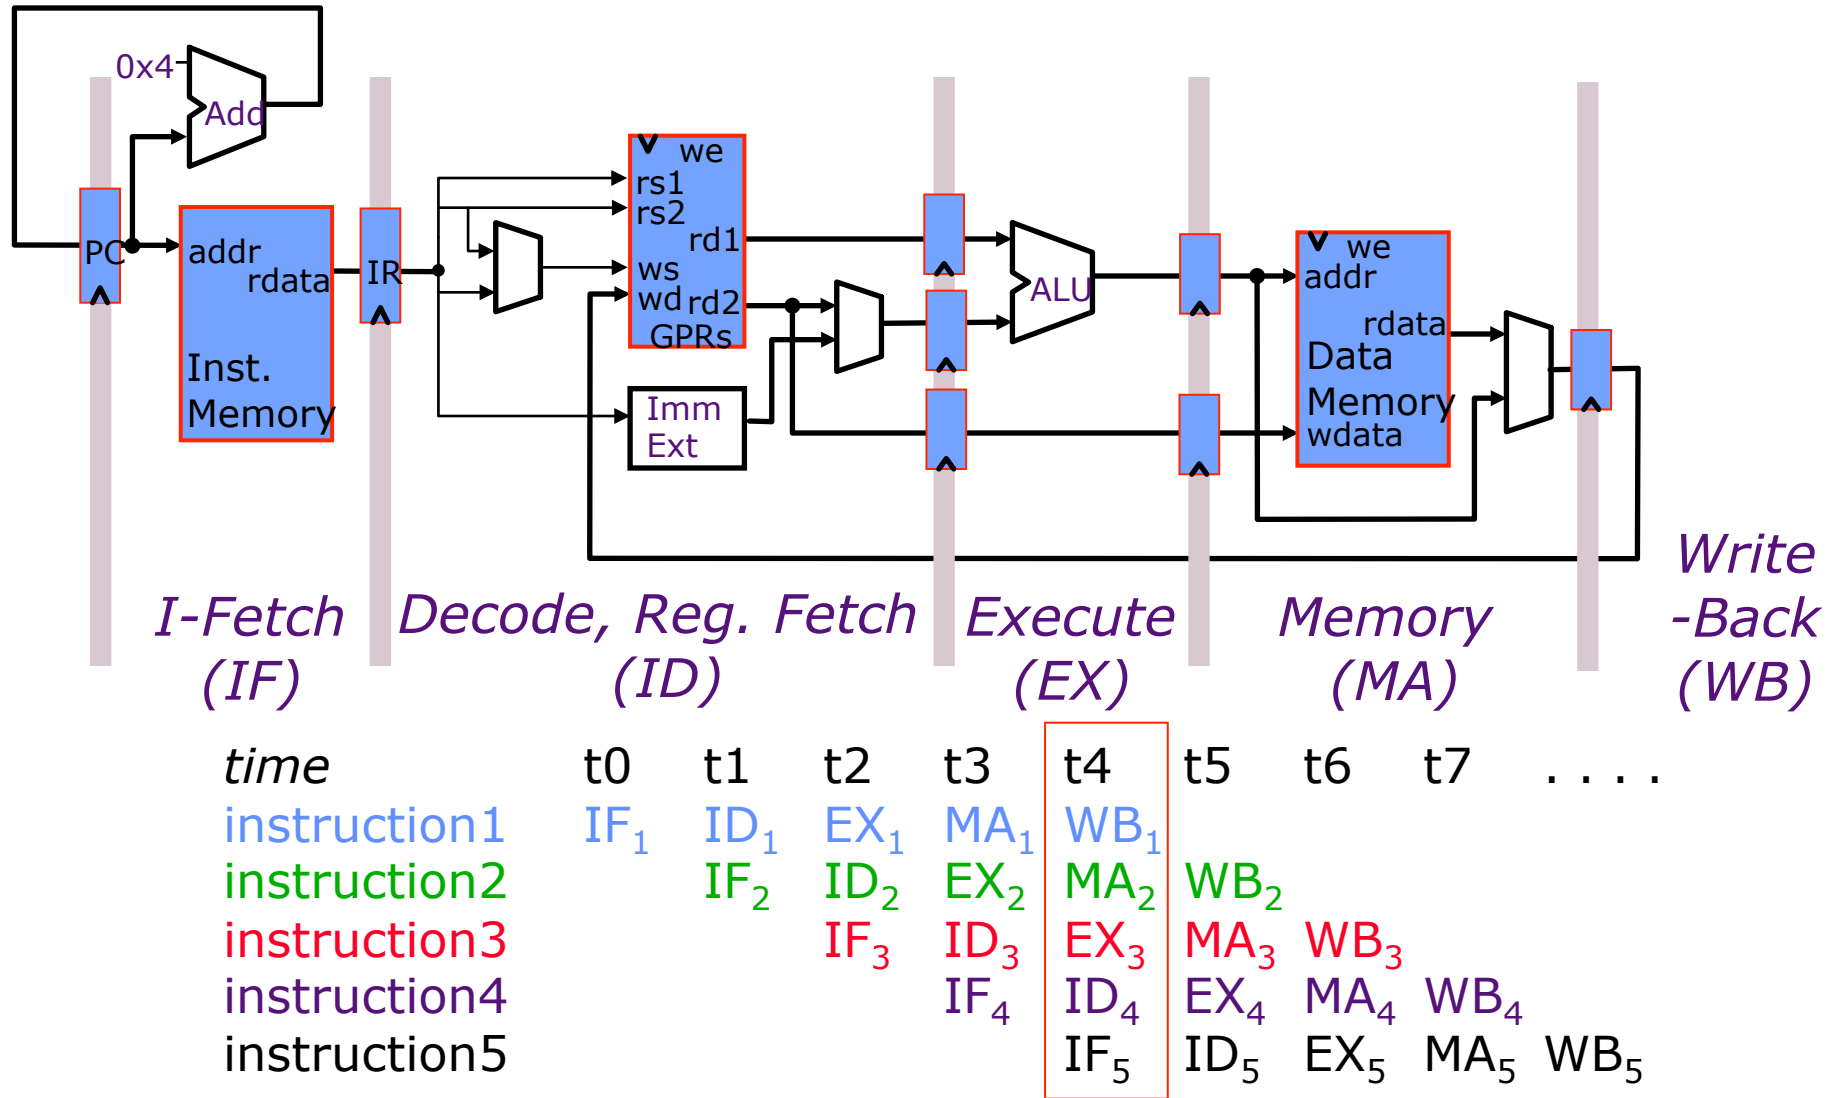 0x4
Add
PC
addr
rdata
Inst.
Memory
IR
we
rs1
rs2
rd1
ws
wd rd2
GPRs
Imm
Ext
ALU
we
addr
rdata
Data
Memory
wdata
I-Fetch
(IF)
Decode, Reg. Fetch
(ID)
Execute
(EX)
Memory
(MA)
Write
-Back
(WB)
time t0 t1 t2 t3 t4 t5 t6 t7 . . . .
instruction1 IF1 ID1 EX1 MA1 WB1
instruction2 IF2 ID2 EX2 MA2 WB2
instruction3 IF3 ID3 EX3 MA3 WB3
instruction4 IF4 ID4 EX4 MA4 WB4
instruction5 IF5 ID5 EX5 MA5 WB5